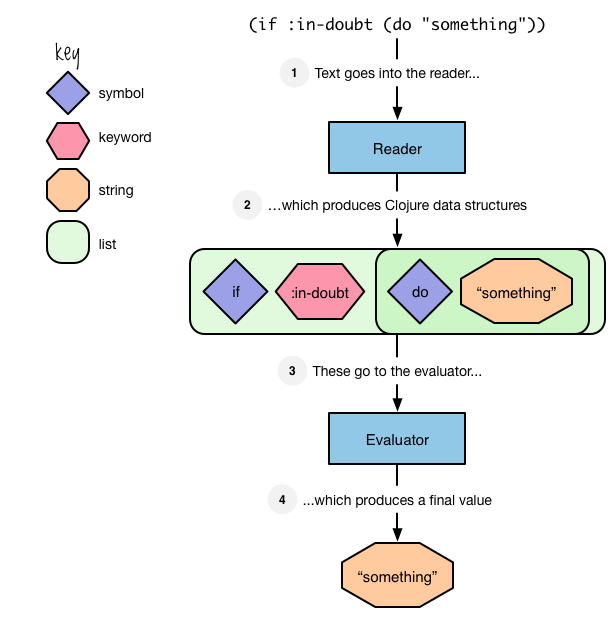 (if :in-doubt (do "something"))
key
symbol
keyword
string
list
1 Text goes into the reader...
Reader
2 ...which produces Clojure data structures
if :in-doubt do “something”
3 These go to the evaluator...
Evaluator
4 ...which produces a final value
“something”